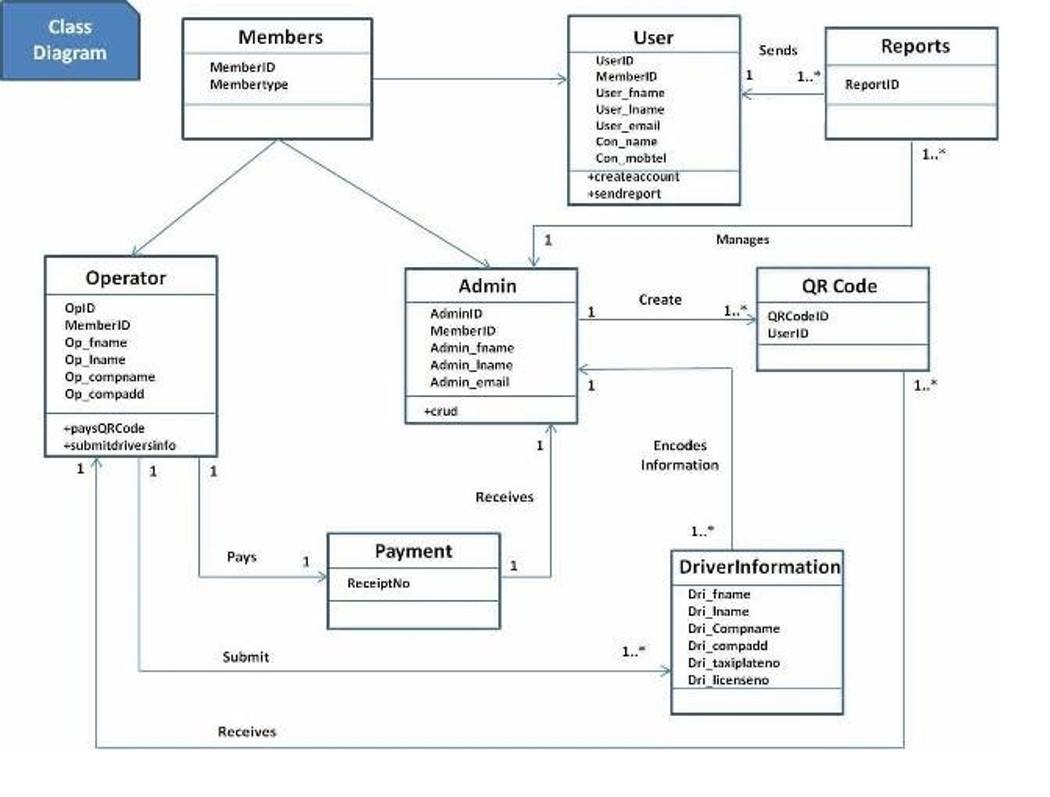 Class
Diagram
Members
MemberID
Membertype
User
UserID
MemberID
User_fname
User_lname
User_email
Con_name
Con_mobtel
+createaccount
+sendreport
Sends
1
1..*
Reports
ReportID
1..*
1
Manages
Operator
OpID
MemberID
Op_fname
Op_lname
Op_compname
Op_compadd
+paysQRCode
+submitdriversinfo
Admin
AdminID
MemberID
Admin_fname
Admin_lname
Admin_email
+crud
1
Create
1..*
QR Code
QRCodeID
UserID
1
1..*
1
1
1
1
Encodes
Information
Receives
1..*
Pays
1
Payment
ReceiptNo
1
DriverInformation
Dri_fname
Dri_lname
Dri_Compname
Dri_compadd
Dri_taxiplateno
Dri_licenseno
Submit
1..*
Receives